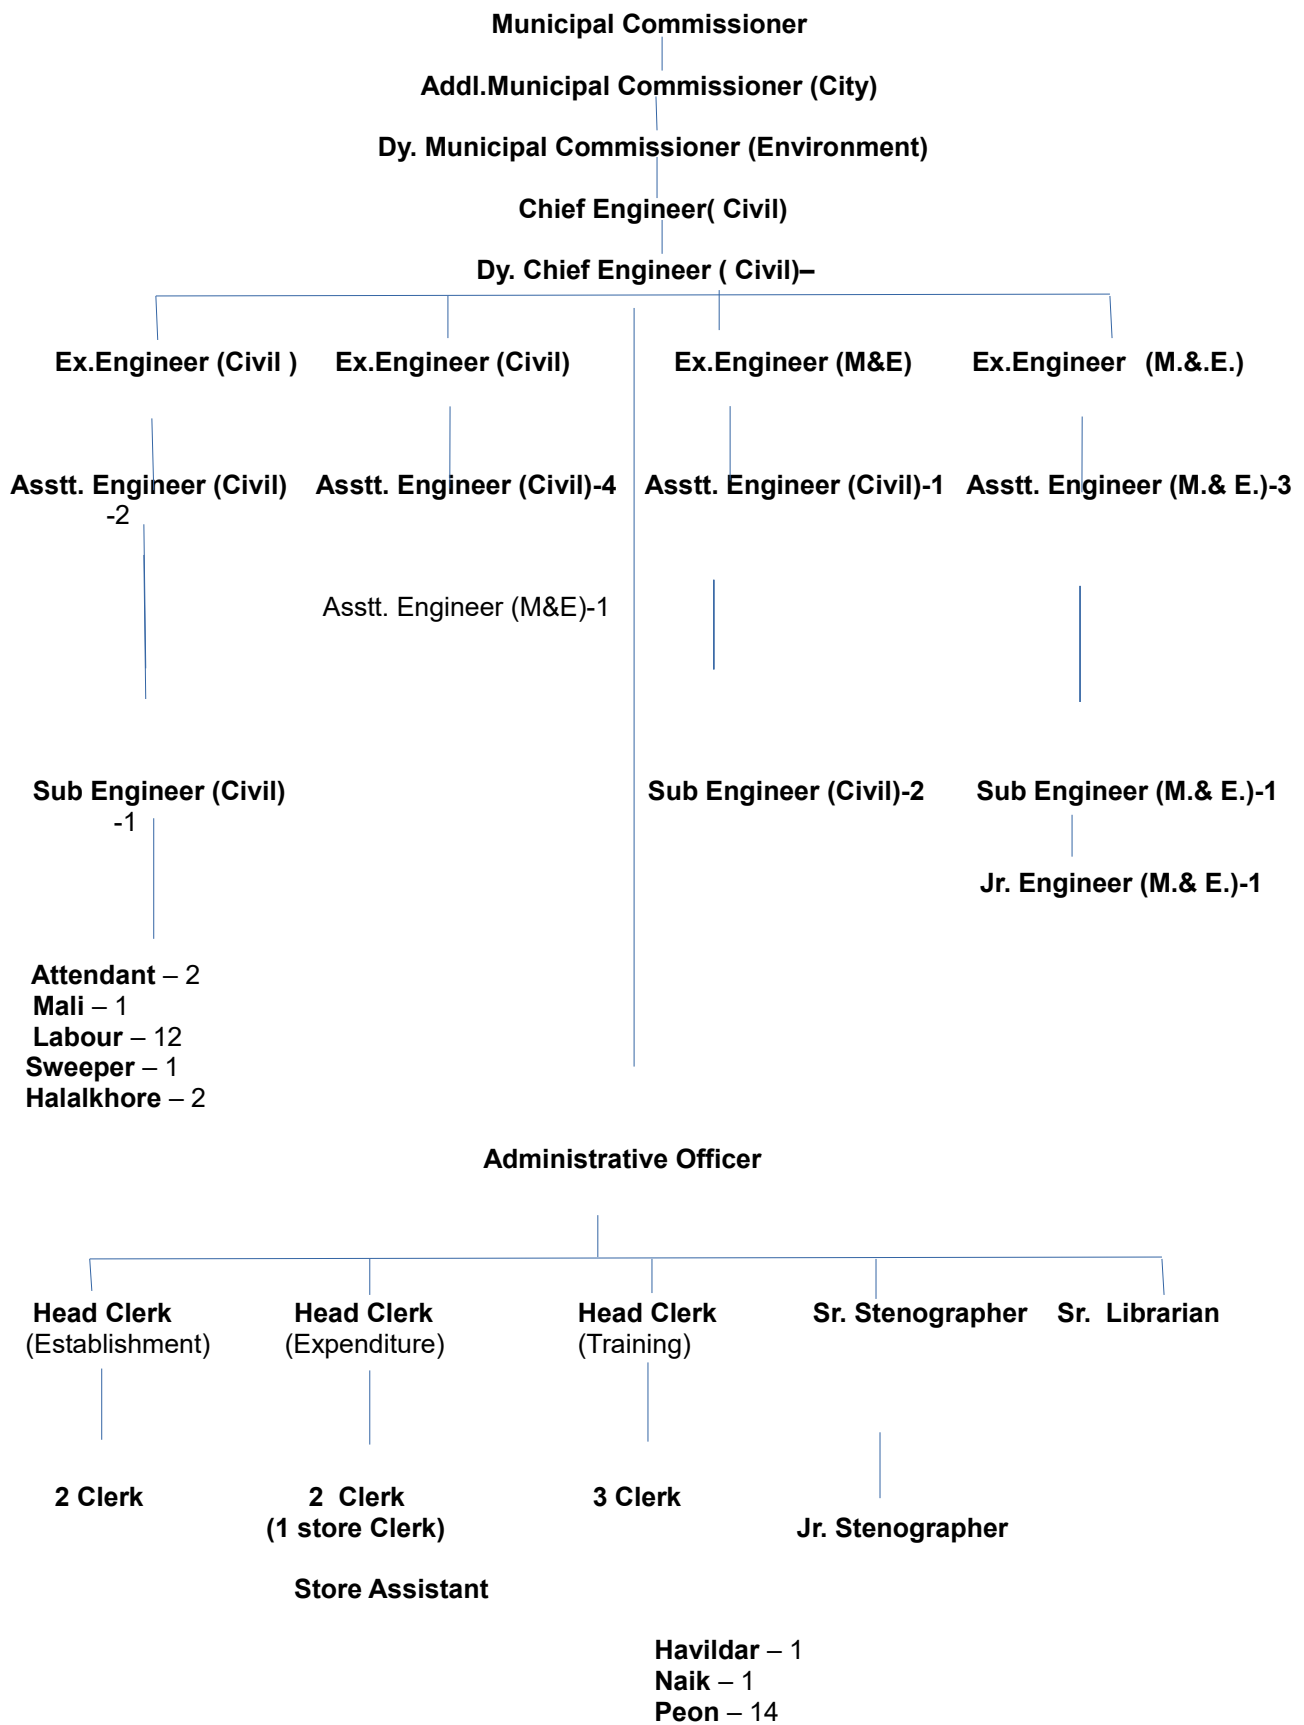 Municipal Commissioner
Addl.Municipal Commissioner (City)
Dy. Municipal Commissioner (Environment)
Chief Engineer( Civil)
Dy. Chief Engineer ( Civil)–
Ex.Engineer (Civil ) Ex.Engineer (Civil) Ex.Engineer (M&E) Ex.Engineer (M.&.E.)
Asstt. Engineer (Civil) Asstt. Engineer (Civil)-4 Asstt. Engineer (Civil)-1 Asstt. Engineer (M.& E.)-3
-2
Asstt. Engineer (M&E)-1
Sub Engineer (Civil) Sub Engineer (Civil)-2 Sub Engineer (M.& E.)-1
-1
Jr. Engineer (M.& E.)-1
Attendant – 2
Mali – 1
Labour – 12
Sweeper – 1
Halalkhore – 2
Administrative Officer
Head Clerk Head Clerk Head Clerk Sr. Stenographer Sr. Librarian
(Establishment) (Expenditure) (Training)
2 Clerk 2 Clerk 3 Clerk
(1 store Clerk) Jr. Stenographer
Store Assistant
Havildar – 1
Naik – 1
Peon – 14